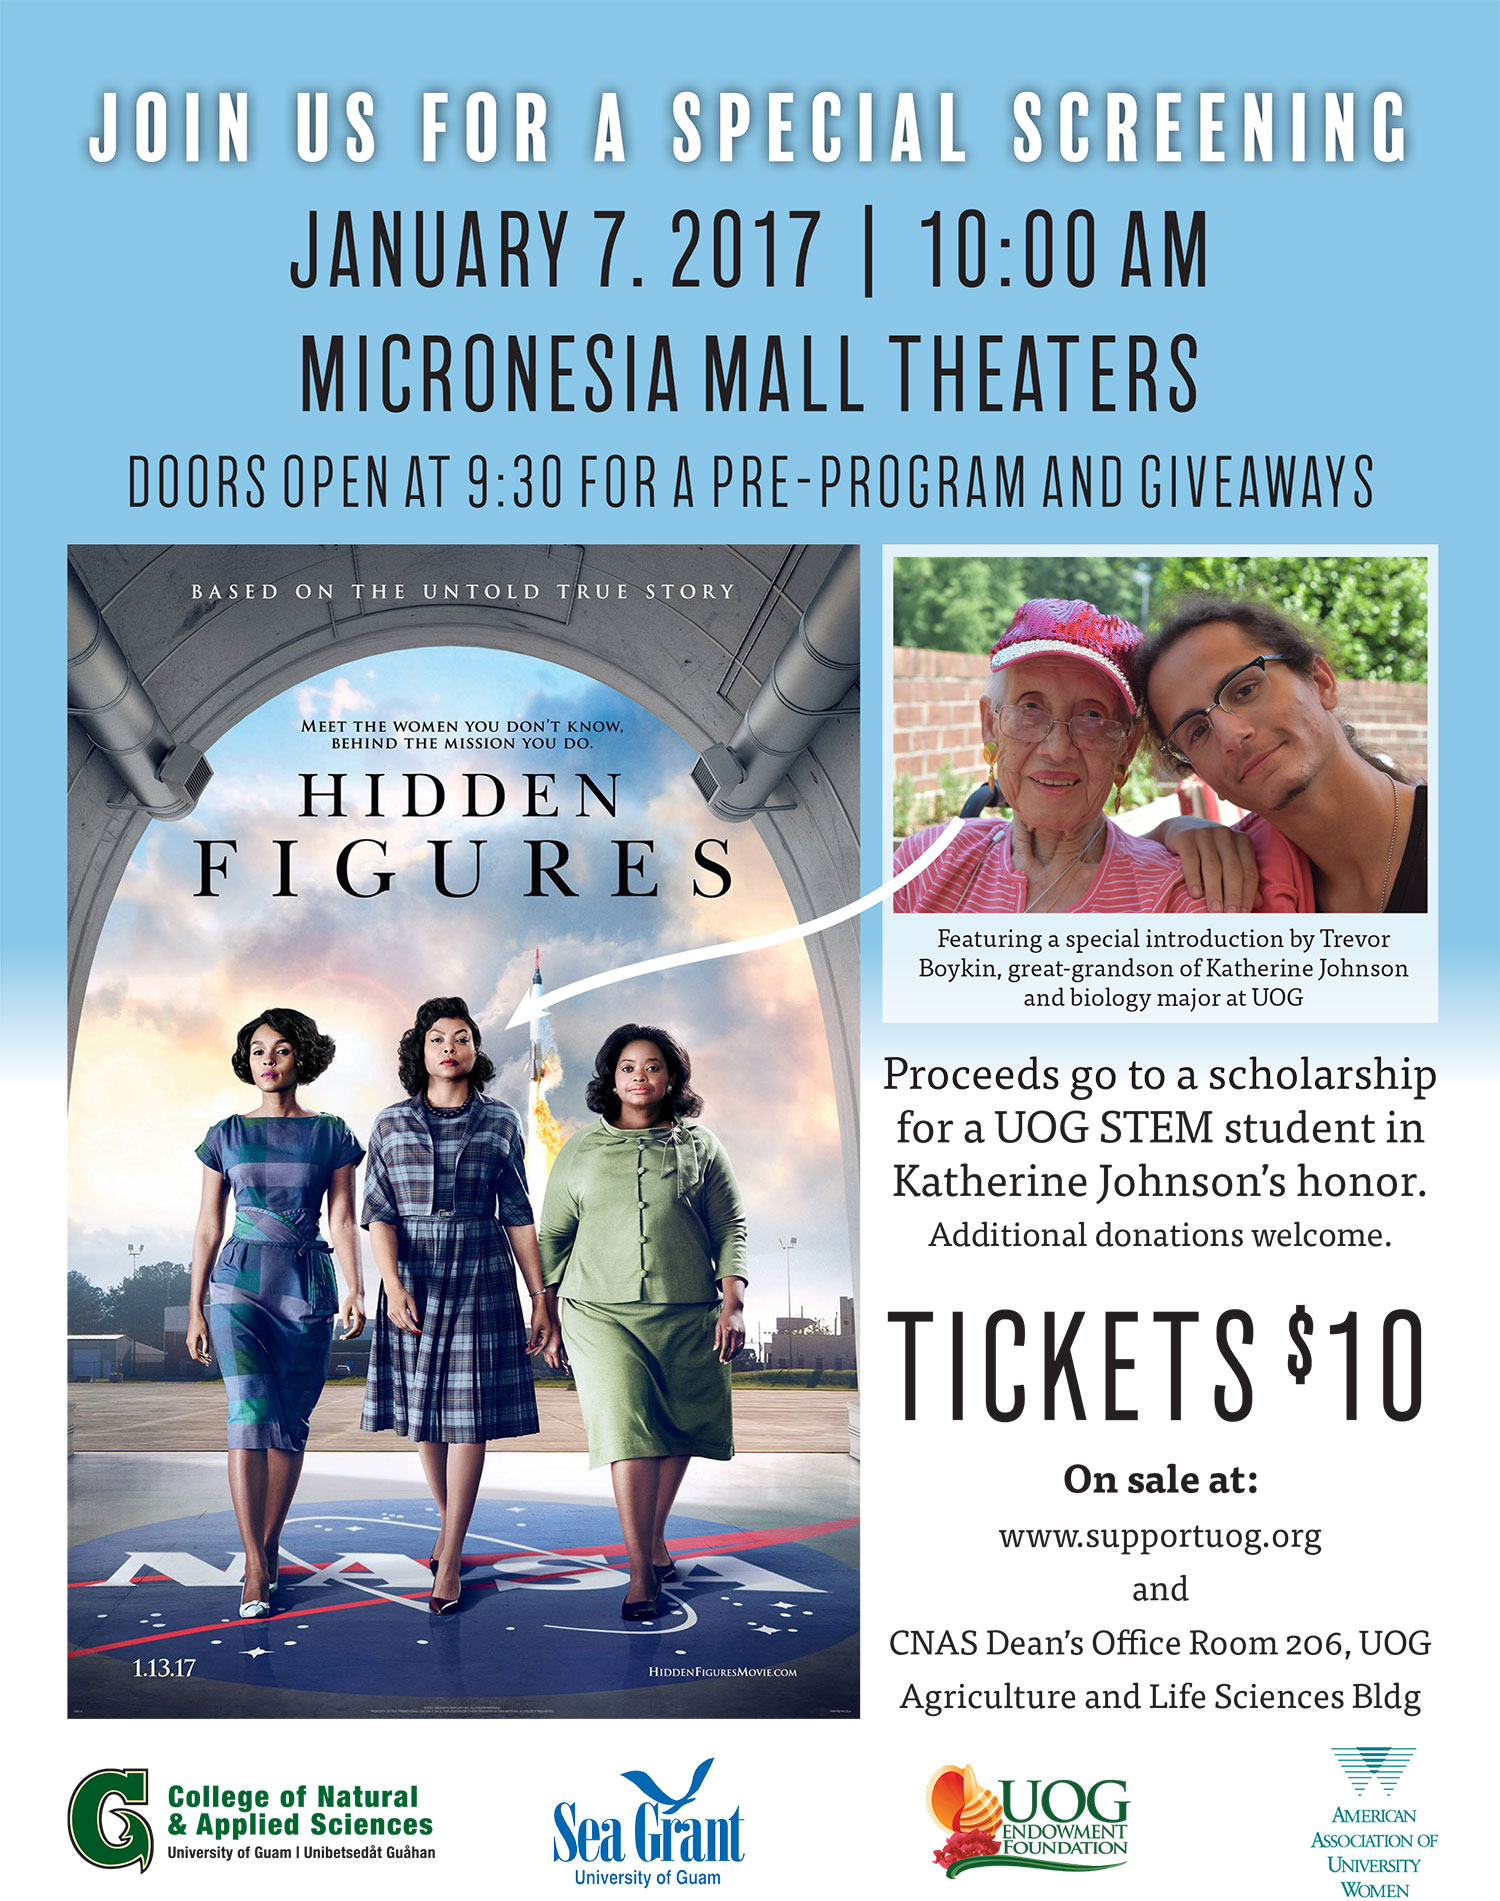 JOIN US FOR A SPECIAL SCREENING
JANUARY 7. 2017 | 10:00 AM
MICRONESIA MALL THEATERS
DOORS OPEN AT 9:30 FOR A PRE-PROGRAM AND GIVEAWAYS
BASED ON THE UNTOLD TRUE STORY
MEET THE WOMEN YOU DON'T KNOW,
BEHIND THE MISSION YOU DO.
HIDDEN
FIGURES
NASA
1.13.17
HIDDENFIGURESMOVIE.COM
Featuring a special introduction by Trevor
Boykin, great-grandson of Katherine Johnson
and biology major at UOG
Proceeds go to a scholarship
for a UOG STEM student in
Katherine Johnson's honor.
Additional donations welcome.
TICKETS $10
On sale at:
www.supportuog.org
and
CNAS Dean's Office Room 206, UOG
Agriculture and Life Sciences Bldg
G
College of Natural
& Applied Sciences
University of Guam | Unibetsedåt Guåhan
Sea Grant
University of Guam
UOG
ENDOWMENT
FOUNDATION
AMERICAN
ASSOCIATION OF
UNIVERSITY
WOMEN